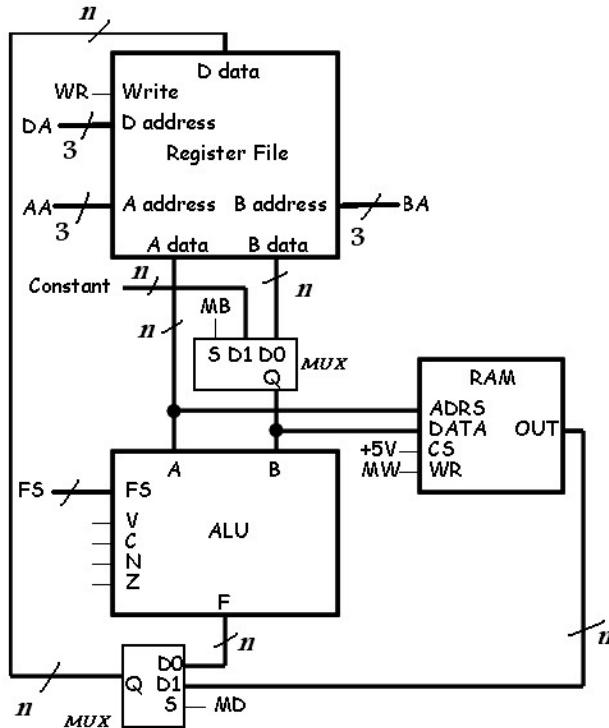 n
D data
WR Write
n
DA D address
3
Register File
AA A address B address BA
3 3
A data B data
n
Constant n
n
MB
S D1 D0 MUX
Q
RAM
ADRS
DATA OUT
+5V CS
MW WR
A B
FS FS
V
C
N
Z
ALU
F
n
n
D0
Q D1
n S MD
MUX